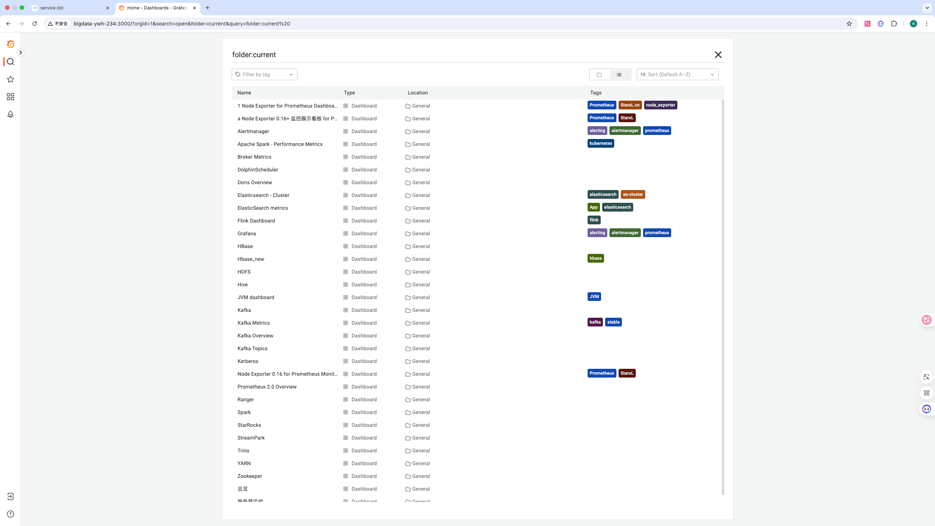 service-list
Home - Dashboards - Grafa
不安全
bigdata-ywh-234:3000/?orgId=1&search=open&folder=current&query=folder:current%20
folder:current
Filter by tag
Sort (Default A–Z)
Name Type Location Tags
1 Node Exporter for Prometheus Dashboa... Dashboard General Prometheus StarsL.cn node_exporter
a Node Exporter 0.16+ 监控展示看板 for P... Dashboard General Prometheus StarsL
Alertmanager Dashboard General alerting alertmanager prometheus
Apache Spark - Performance Metrics Dashboard General kubernetes
Broker Metrics Dashboard General
DolphinScheduler Dashboard General
Doris Overview Dashboard General
Elasticsearch - Cluster Dashboard General elasticsearch es-cluster
ElasticSearch metrics Dashboard General App elasticsearch
Flink Dashboard Dashboard General flink
Grafana Dashboard General alerting alertmanager prometheus
HBase Dashboard General
Hbase_new Dashboard General hbase
HDFS Dashboard General
Hive Dashboard General
JVM dashboard Dashboard General JVM
Kafka Dashboard General
Kafka Metrics Dashboard General kafka stable
Kafka Overview Dashboard General
Kafka Topics Dashboard General
Kerberos Dashboard General
Node Exporter 0.16 for Prometheus Monit... Dashboard General Prometheus StarsL
Prometheus 2.0 Overview Dashboard General
Ranger Dashboard General
Spark Dashboard General
StarRocks Dashboard General
StreamPark Dashboard General
Trino Dashboard General
YARN Dashboard General
Zookeeper Dashboard General
总览 Dashboard General
Dashboard General